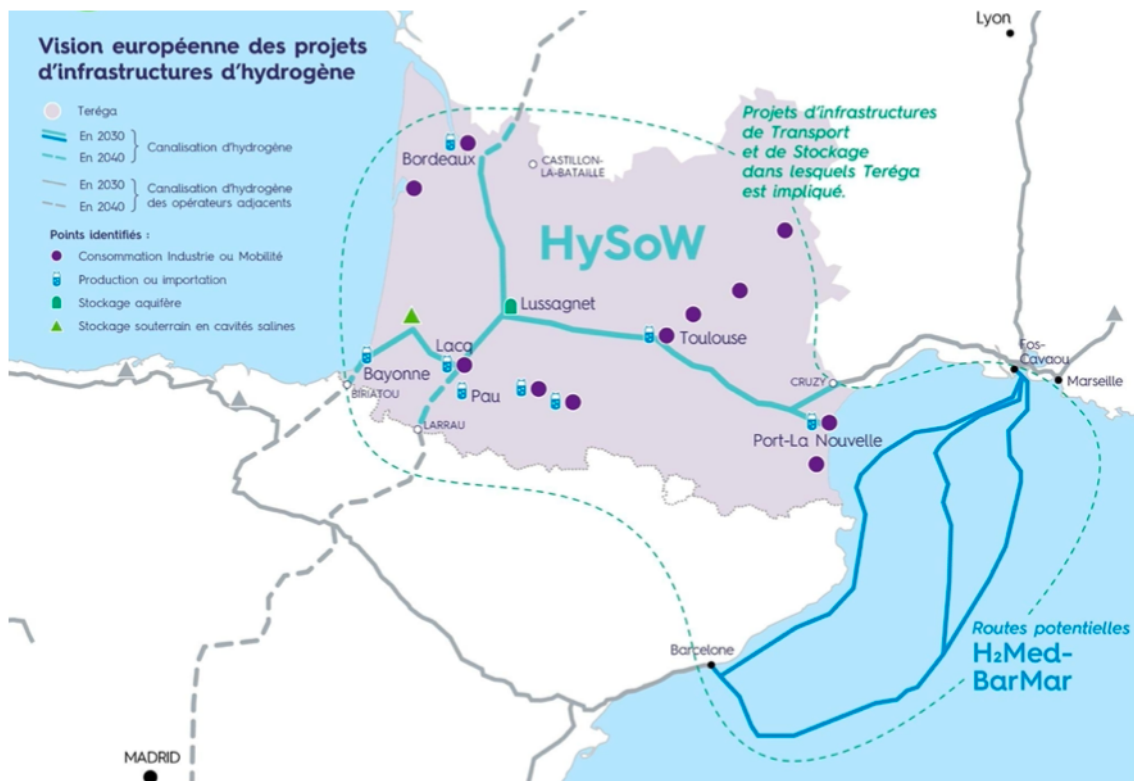 Vision européenne des projets
d'infrastructures d'hydrogène
Teréga
En 2030
En 2040
Canalisation d'hydrogène
En 2030
En 2040
Canalisation d'hydrogène
des opérateurs adjacents
Points identifiés :
Consommation Industrie ou Mobilité
Production ou importation
Stockage aquifère
Stockage souterrain en cavités salines
Lyon
Projets d'infrastructures
de Transport
et de Stockage
dans lesquels Teréga
est impliqué.
Bordeaux
CASTILLON-
LA-BATAILLE
HySoW
Lussagnet
Toulouse
Lacq
Bayonne
BIRIATOU
Pau
LARRAU
CRUZY
Port-La Nouvelle
Fos-
Cavaou
Marseille
Barcelone
Routes potentielles
H₂Med-
BarMar
MADRID